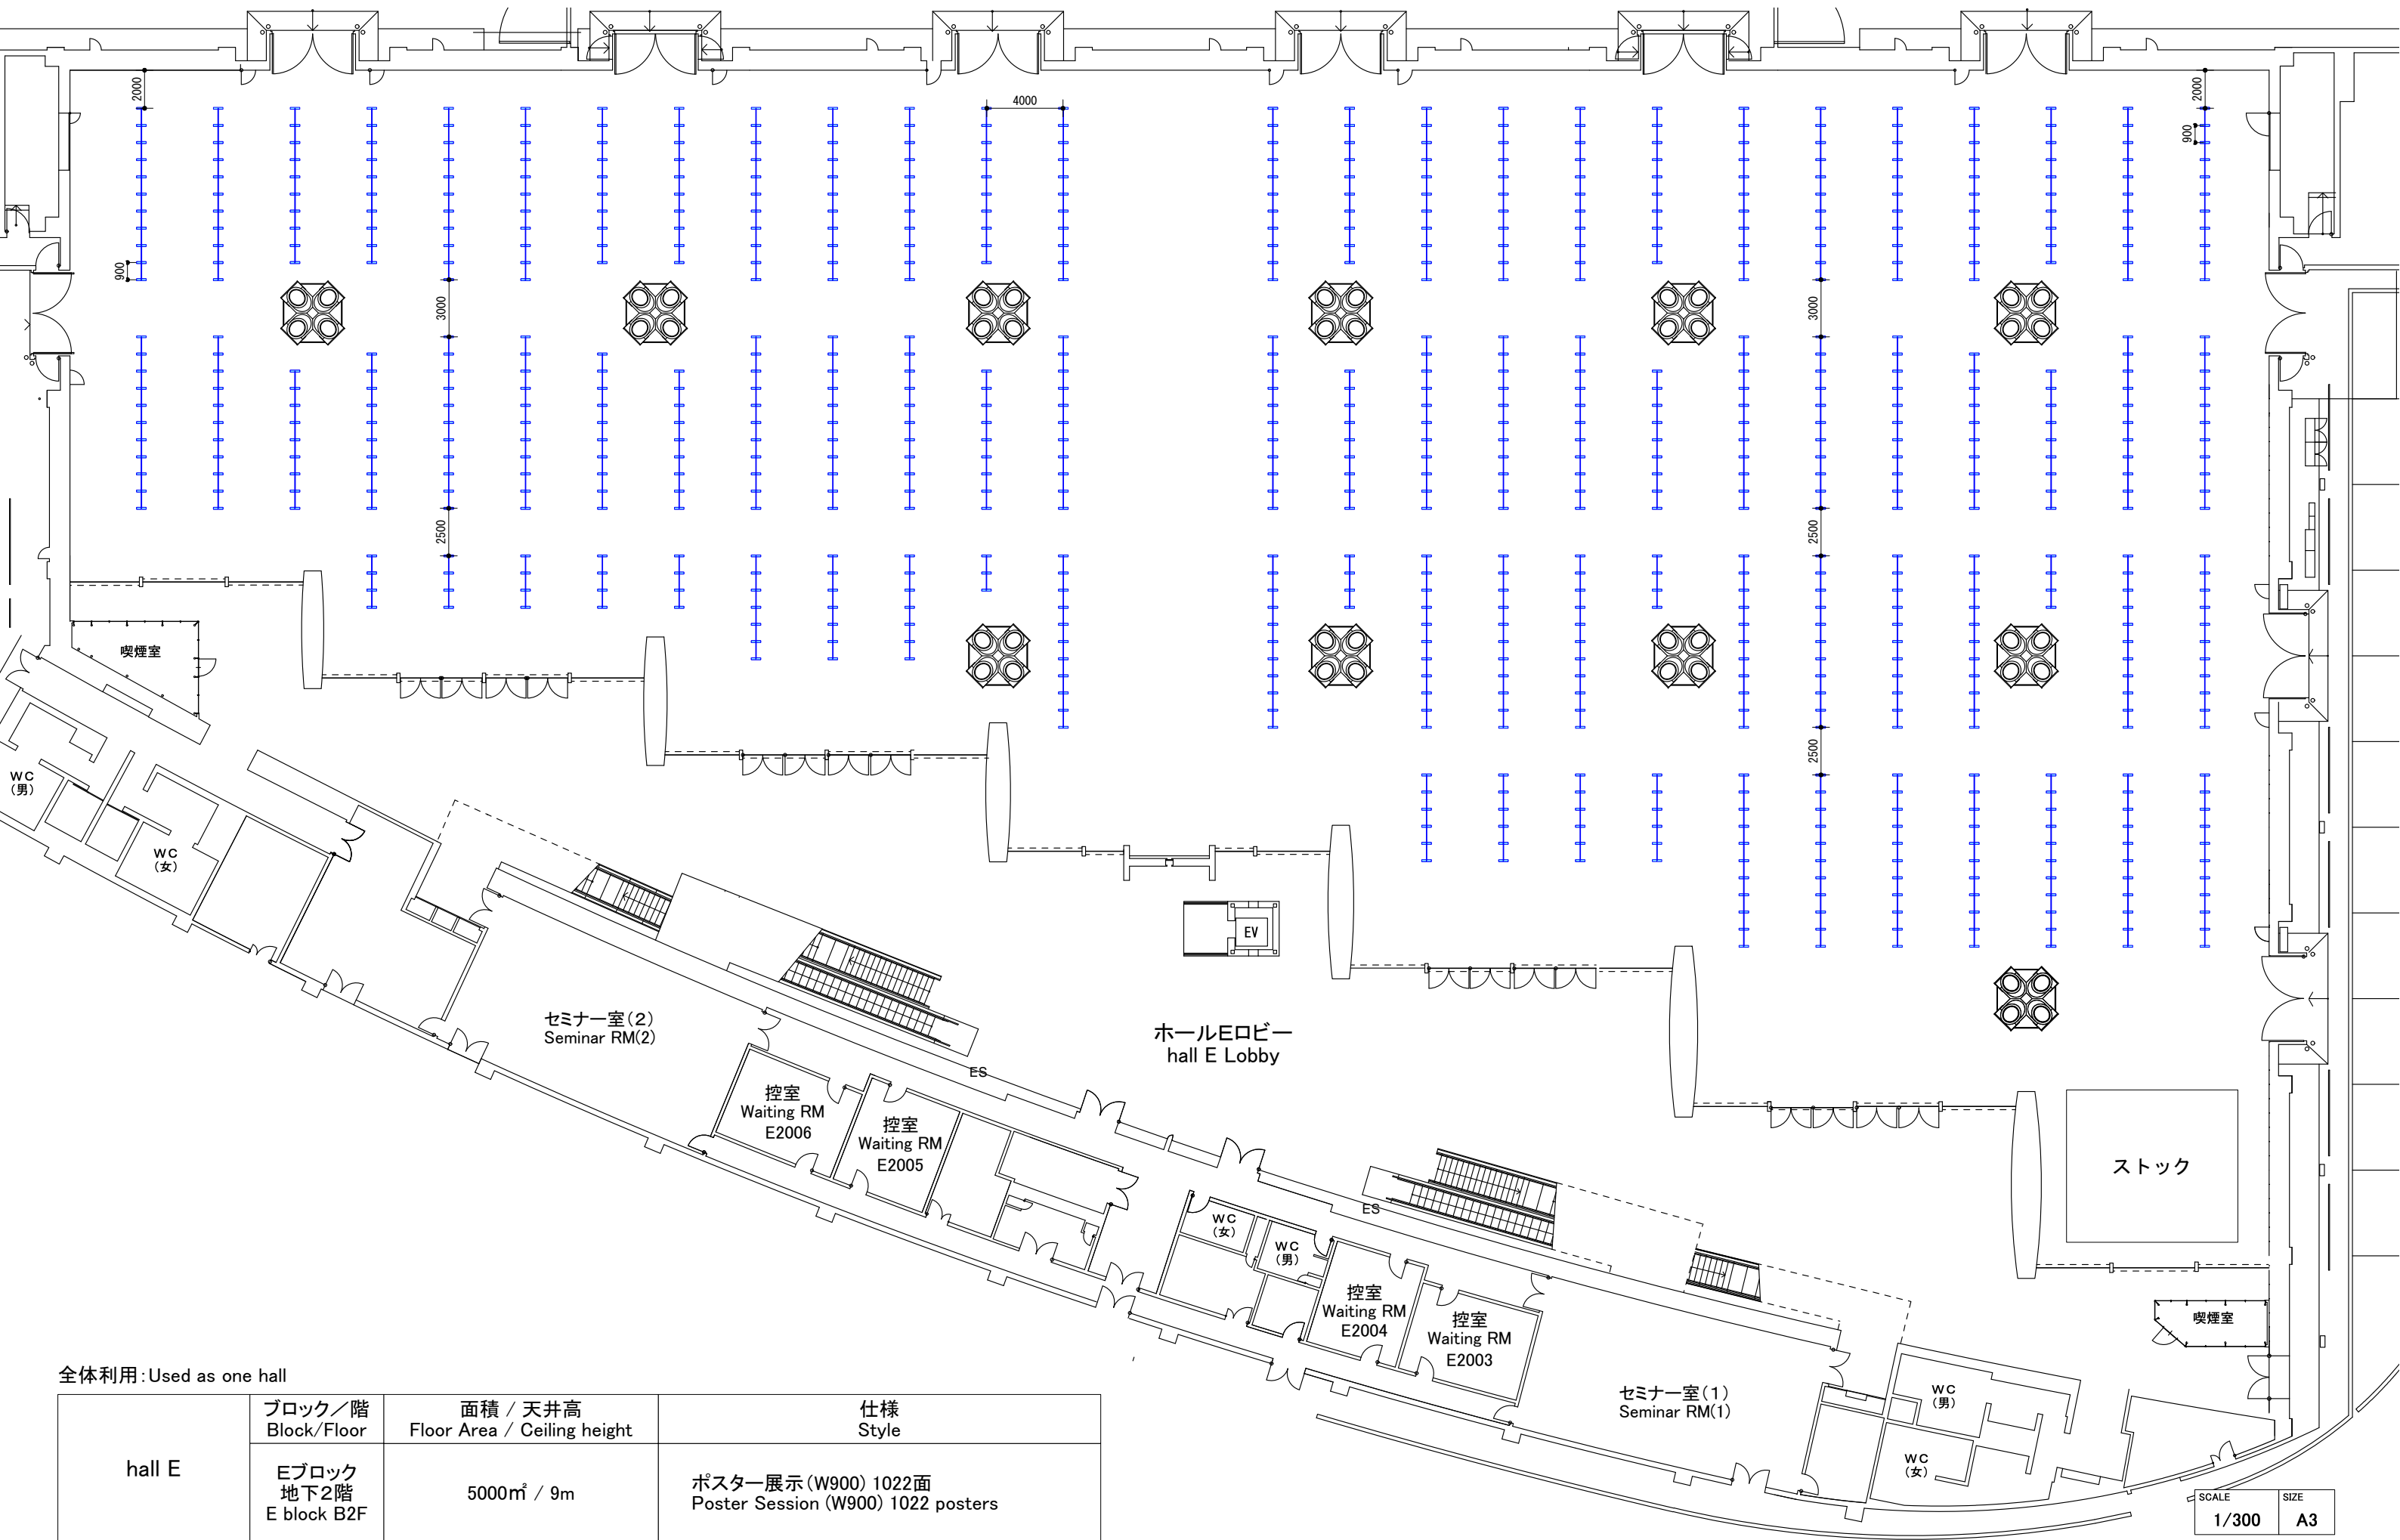 2000
4000
2000
900
900
3000
3000
2500
2500
2500
喫煙室
WC
(男)
WC
(女)
EV
セミナー室(2)
Seminar RM(2)
ホールEロビー
hall E Lobby
ES
控室
Waiting RM
E2006
控室
Waiting RM
E2005
ストック
ES
WC
(女)
WC
(男)
控室
Waiting RM
E2004
控室
Waiting RM
E2003
喫煙室
セミナー室(1)
Seminar RM(1)
WC
(男)
WC
(女)
全体利用:Used as one hall
hall E
ブロック/階
Block/Floor
面積 / 天井高
Floor Area / Ceiling height
仕様
Style
Eブロック
地下2階
E block B2F
5000㎡ / 9m
ポスター展示(W900) 1022面
Poster Session (W900) 1022 posters
SCALE
1/300
SIZE
A3